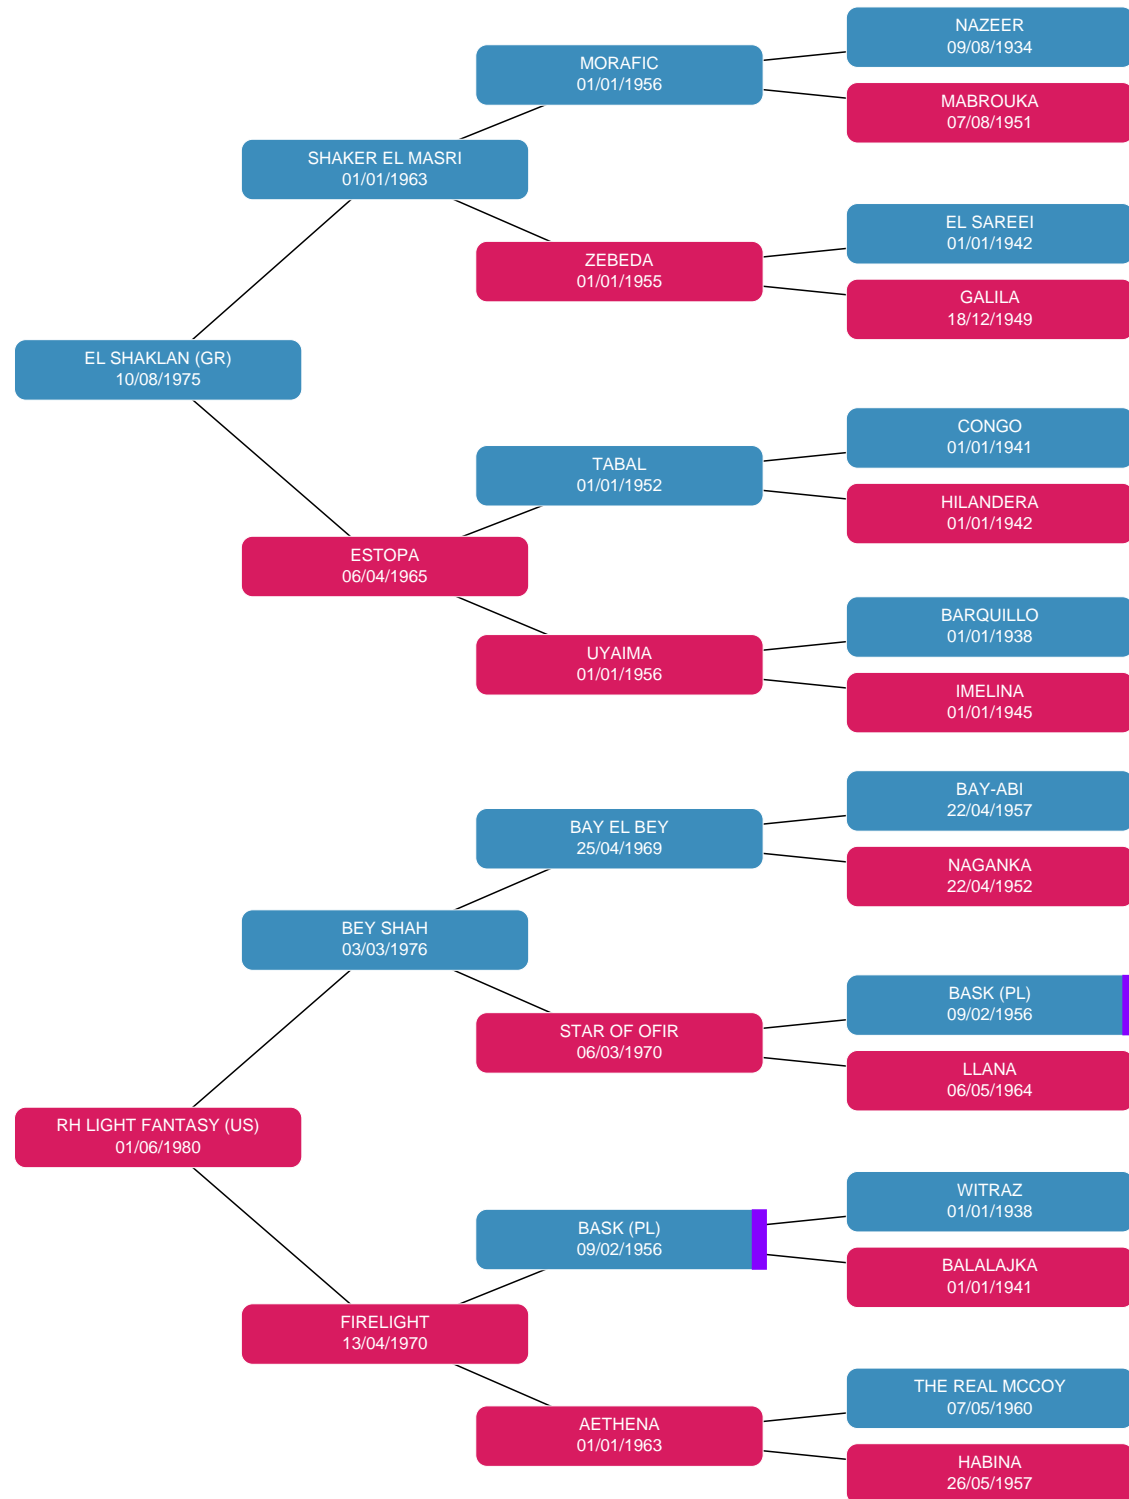 NAZEER
09/08/1934
MORAFIC
01/01/1956
MABROUKA
07/08/1951
SHAKER EL MASRI
01/01/1963
EL SAREEI
01/01/1942
ZEBEDA
01/01/1955
GALILA
18/12/1949
EL SHAKLAN (GR)
10/08/1975
CONGO
01/01/1941
TABAL
01/01/1952
HILANDERA
01/01/1942
ESTOPA
06/04/1965
BARQUILLO
01/01/1938
UYAIMA
01/01/1956
IMELINA
01/01/1945
BAY-ABI
22/04/1957
BAY EL BEY
25/04/1969
NAGANKA
22/04/1952
BEY SHAH
03/03/1976
BASK (PL)
09/02/1956
STAR OF OFIR
06/03/1970
LLANA
06/05/1964
RH LIGHT FANTASY (US)
01/06/1980
WITRAZ
01/01/1938
BASK (PL)
09/02/1956
BALALAJKA
01/01/1941
FIRELIGHT
13/04/1970
THE REAL MCCOY
07/05/1960
AETHENA
01/01/1963
HABINA
26/05/1957